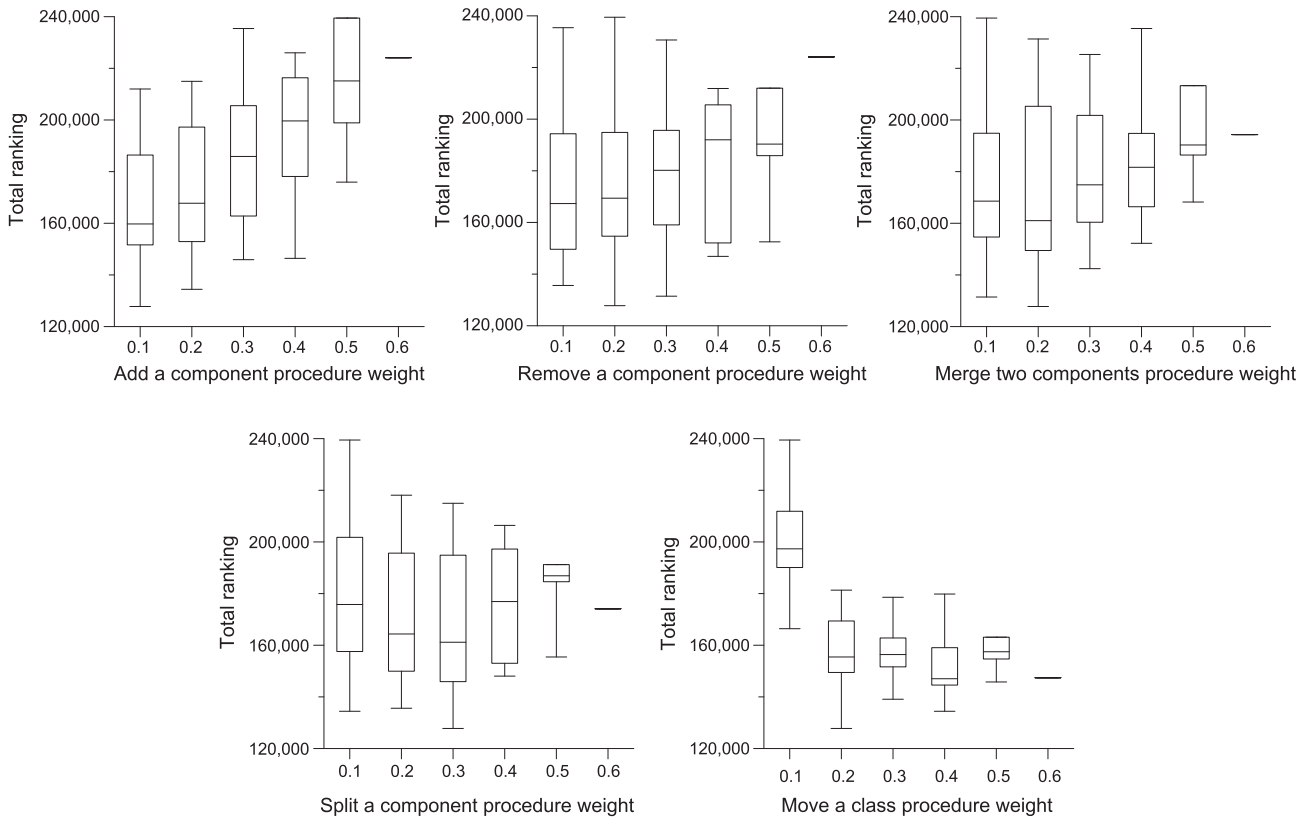 240,000
200,000
160,000
120,000
Total ranking
0.1 0.2 0.3 0.4 0.5 0.6
Add a component procedure weight
240,000
200,000
160,000
120,000
Total ranking
0.1 0.2 0.3 0.4 0.5 0.6
Remove a component procedure weight
240,000
200,000
160,000
120,000
Total ranking
0.1 0.2 0.3 0.4 0.5 0.6
Merge two components procedure weight
240,000
200,000
160,000
120,000
Total ranking
0.1 0.2 0.3 0.4 0.5 0.6
Split a component procedure weight
240,000
200,000
160,000
120,000
Total ranking
0.1 0.2 0.3 0.4 0.5 0.6
Move a class procedure weight